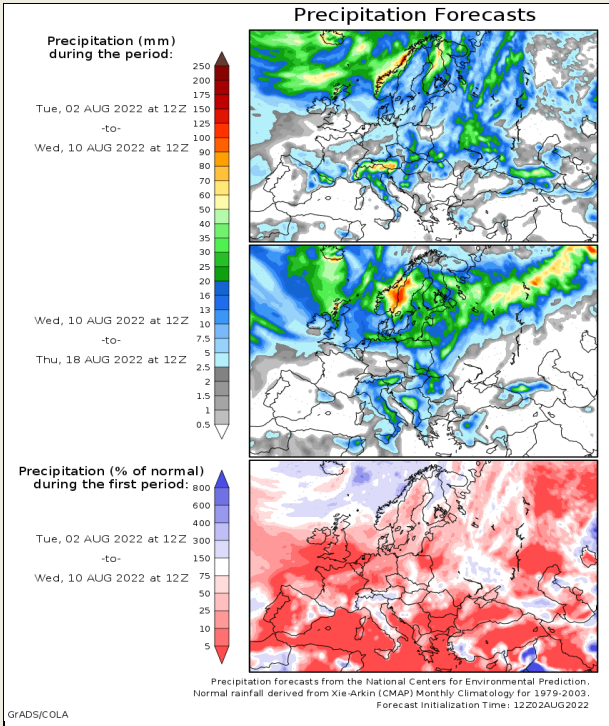 Precipitation Forecasts
Precipitation (mm)
during the period:
Tue, 02 AUG 2022 at 12Z
-to-
Wed, 10 AUG 2022 at 12Z
250
200
175
150
125
100
90
80
70
60
50
40
35
30
25
20
16
13
10
7.5
5
2.5
2
1.5
1
0.5
Wed, 10 AUG 2022 at 12Z
-to-
Thu, 18 AUG 2022 at 12Z
Precipitation (% of normal)
during the first period:
Tue, 02 AUG 2022 at 12Z
-to-
Wed, 10 AUG 2022 at 12Z
800
600
400
300
150
75
50
25
10
5
Precipitation forecasts from the National Centers for Environmental Prediction.
Normal rainfall derived from Xie-Arkin (CMAP) Monthly Climatology for 1979-2003.
Forecast Initialization Time: 12Z02AUG2022
GrADS/COLA